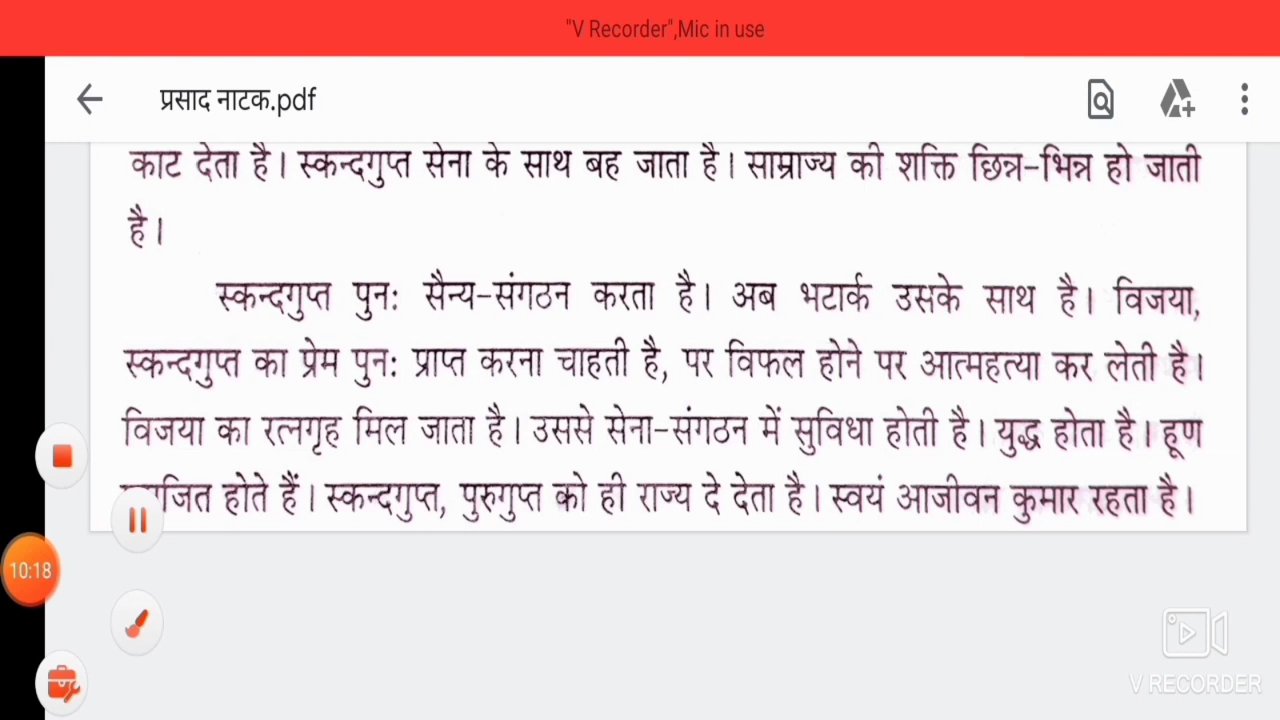 "V Recorder",Mic in use
प्रसाद नाटक.pdf
काट देता है। स्कन्दगुप्त सेना के साथ बह जाता है। साम्राज्य की शक्ति छिन्न-भिन्न हो जाती
है।
स्कन्दगुप्त पुनः सैन्य-संगठन करता है। अब भटार्क उसके साथ है। विजया,
स्कन्दगुप्त का प्रेम पुनः प्राप्त करना चाहती है, पर विफल होने पर आत्महत्या कर लेती है।
विजया का रत्नगृह मिल जाता है। उससे सेना-संगठन में सुविधा होती है। युद्ध होता है। हूण
होते हैं। स्कन्दगुप्त, पुरुगुप्त को ही राज्य दे देता है। स्वयं आजीवन कुमार रहता है।
10:18
V RECORDER